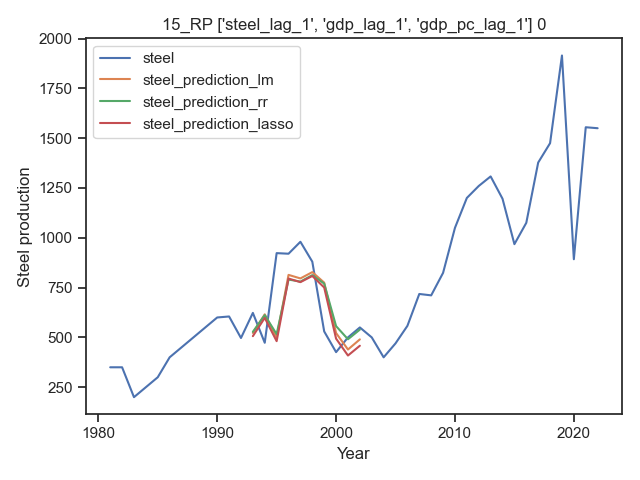 15_RP ['steel_lag_1', 'gdp_lag_1', 'gdp_pc_lag_1'] 0
steel
steel_prediction_lm
steel_prediction_rr
steel_prediction_lasso
2000
1750
1500
1250
1000
750
500
250
Steel production
1980
1990
2000
2010
2020
Year